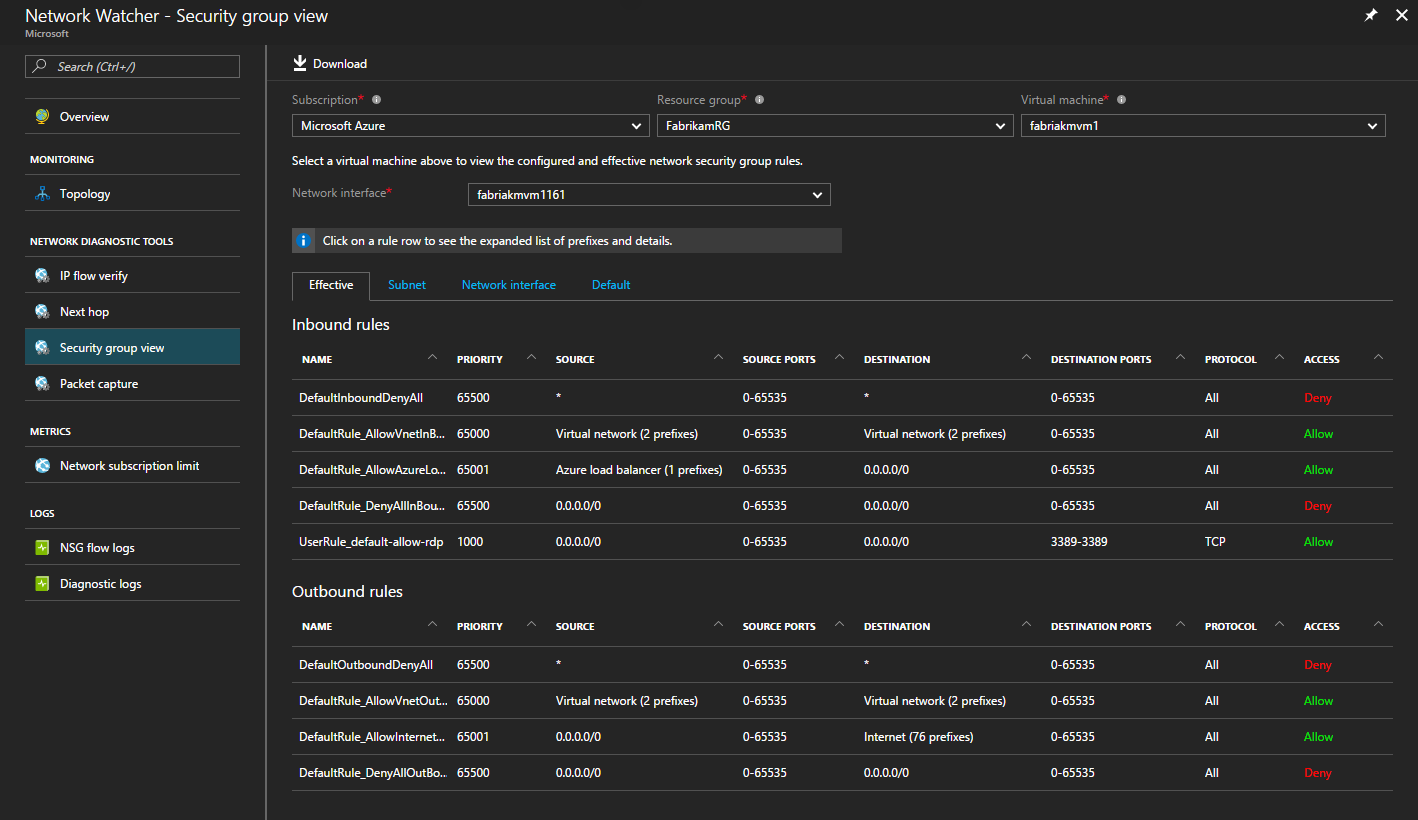 Network Watcher - Security group view
Microsoft
Search (Ctrl+/)
Overview
MONITORING
Topology
NETWORK DIAGNOSTIC TOOLS
IP flow verify
Next hop
Security group view
Packet capture
METRICS
Network subscription limit
LOGS
NSG flow logs
Diagnostic logs
Download
Subscription* Resource group* Virtual machine*
Microsoft Azure FabrikamRG fabriakmvm1
Select a virtual machine above to view the configured and effective network security group rules.
Network interface* fabriakmvm1161
Click on a rule row to see the expanded list of prefixes and details.
Effective Subnet Network interface Default
Inbound rules
NAME PRIORITY SOURCE SOURCE PORTS DESTINATION DESTINATION PORTS PROTOCOL ACCESS
DefaultInboundDenyAll 65500 * 0-65535 * 0-65535 All Deny
DefaultRule_AllowVnetInB... 65000 Virtual network (2 prefixes) 0-65535 Virtual network (2 prefixes) 0-65535 All Allow
DefaultRule_AllowAzureLo... 65001 Azure load balancer (1 prefixes) 0-65535 0.0.0.0/0 0-65535 All Allow
DefaultRule_DenyAllInBou... 65500 0.0.0.0/0 0-65535 0.0.0.0/0 0-65535 All Deny
UserRule_default-allow-rdp 1000 0.0.0.0/0 0-65535 0.0.0.0/0 3389-3389 TCP Allow
Outbound rules
NAME PRIORITY SOURCE SOURCE PORTS DESTINATION DESTINATION PORTS PROTOCOL ACCESS
DefaultOutboundDenyAll 65500 * 0-65535 * 0-65535 All Deny
DefaultRule_AllowVnetOut... 65000 Virtual network (2 prefixes) 0-65535 Virtual network (2 prefixes) 0-65535 All Allow
DefaultRule_AllowInternet... 65001 0.0.0.0/0 0-65535 Internet (76 prefixes) 0-65535 All Allow
DefaultRule_DenyAllOutBo... 65500 0.0.0.0/0 0-65535 0.0.0.0/0 0-65535 All Deny